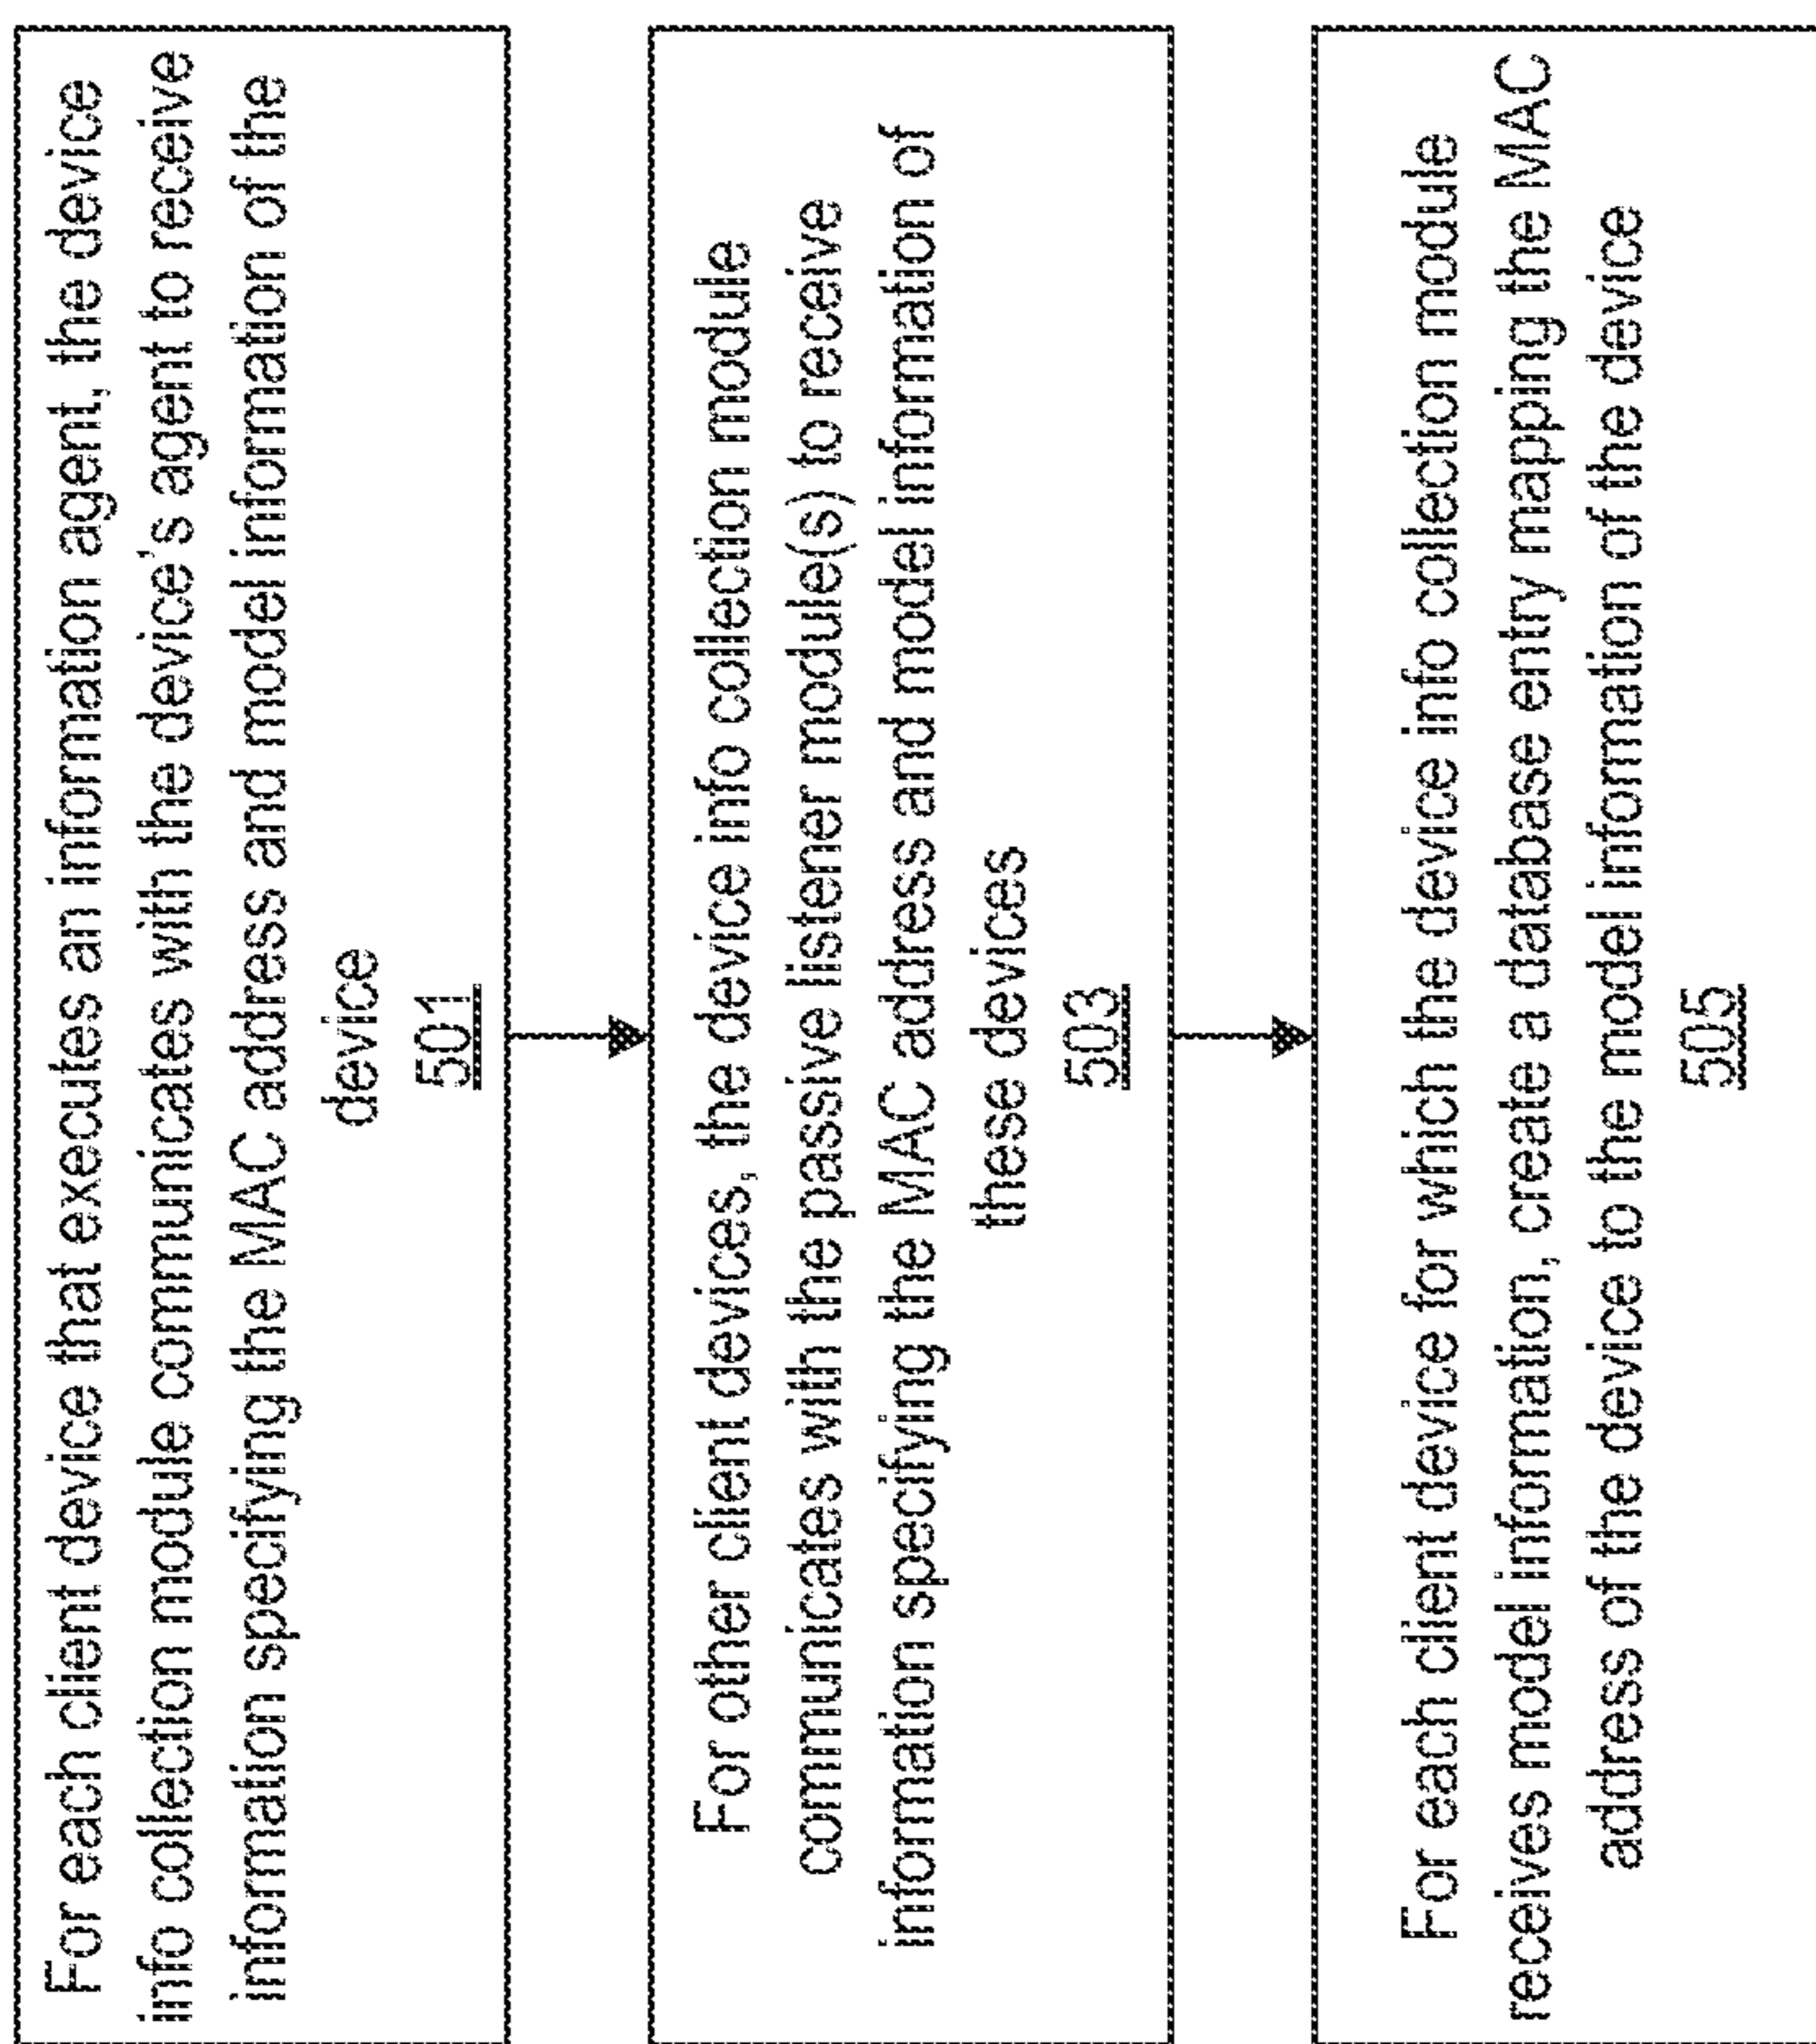 For each client device that executes an information agent, the device
info collection module communicates with the device's agent to receive
information specifying the MAC address and model information of the
device
501
For other client devices, the device info collection module
communicates with the passive listener module(s) to receive
information specifying the MAC address and model information of
these devices
503
For each client device for which the device info collection module
receives model information, create a database entry mapping the MAC
address of the device to the model information of the device
505